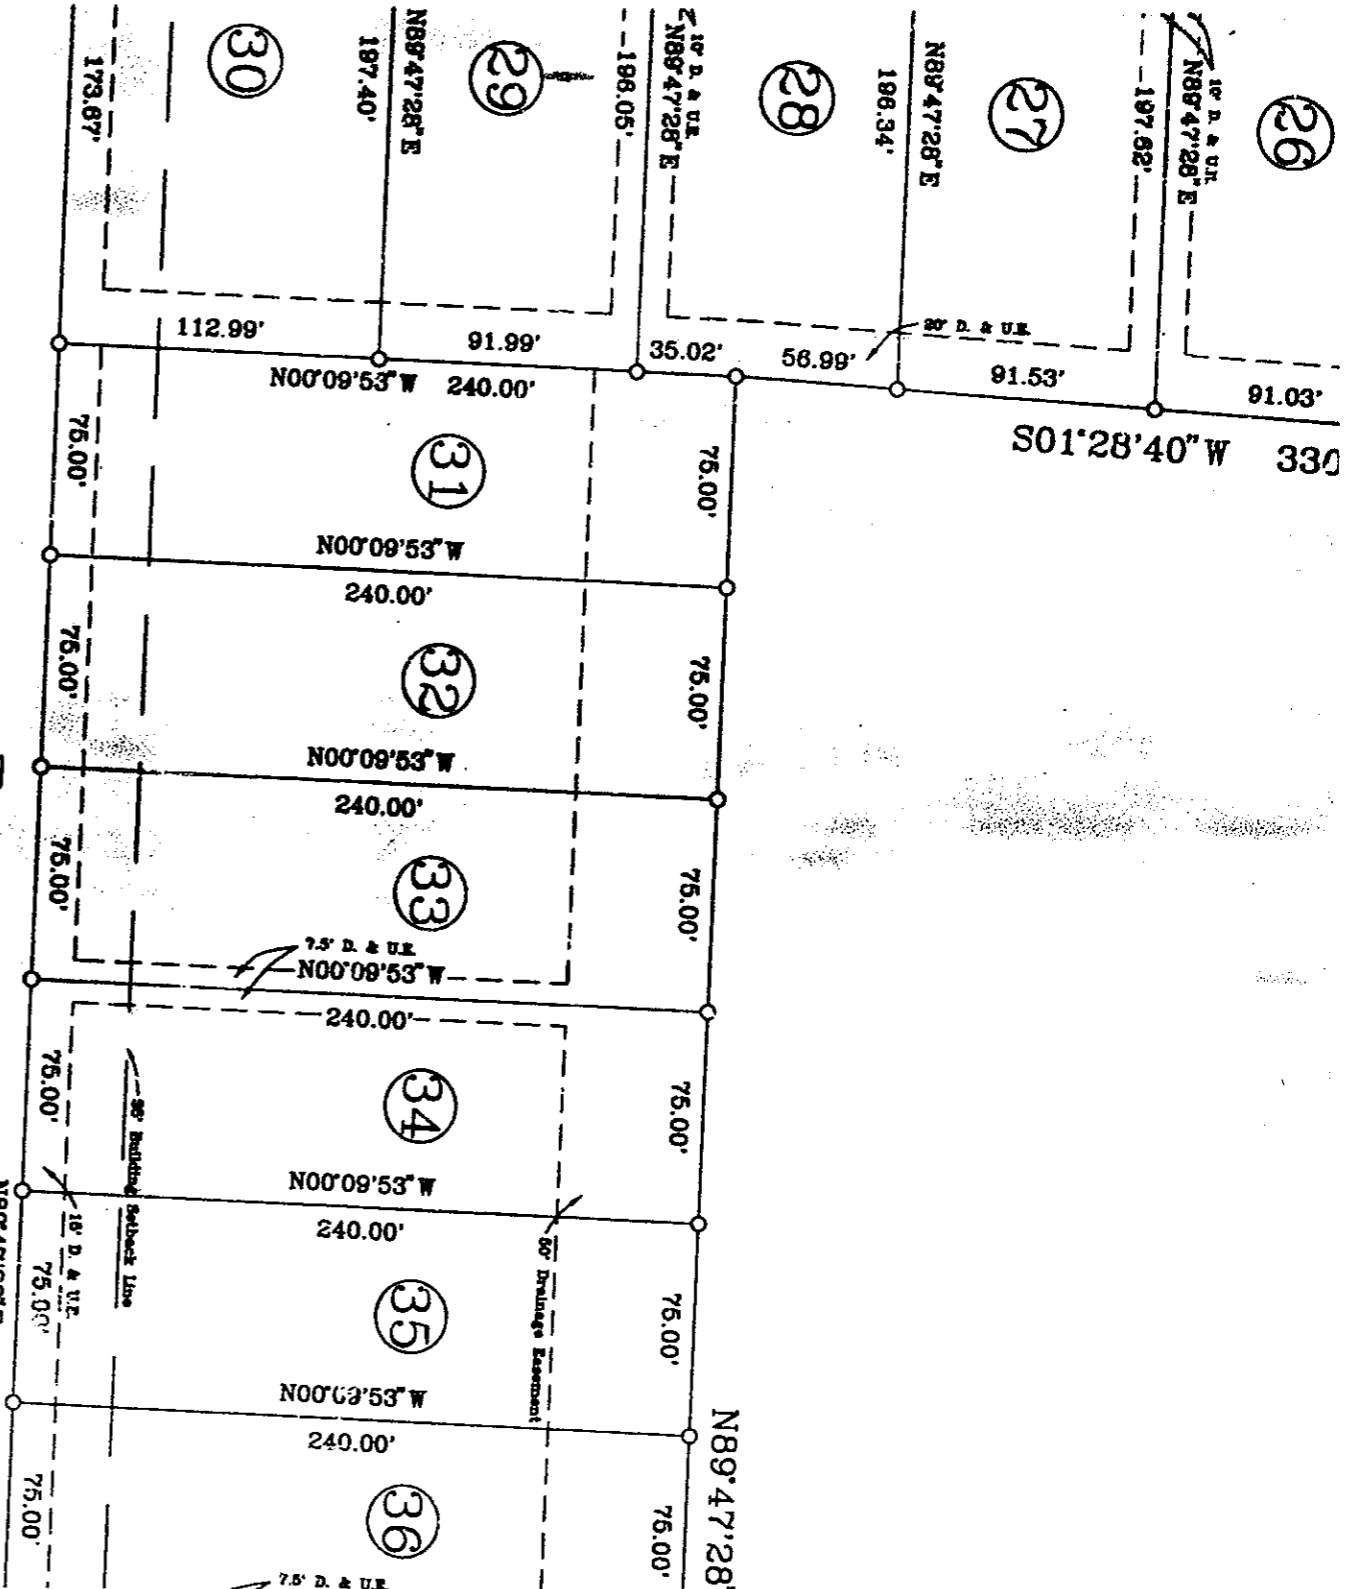 30
173.67'
N89°47'28"E
197.40'
29
196.05'
10' D. & U.E.
N89°47'28"E
28
N89°47'28"E
196.34'
27
197.62'
10' D. & U.E.
N89°47'28"E
26
112.99'
91.99'
35.02'
56.99'
20' D. & U.E.
91.53'
91.03'
N00°09'53"W 240.00'
S01°28'40"W 330
75.00'
31
75.00'
N00°09'53"W
240.00'
75.00'
32
75.00'
N00°09'53"W
240.00'
75.00'
33
75.00'
7.5' D. & U.E.
N00°09'53"W
240.00'
75.00'
34
75.00'
Building Setback Line
N00°09'53"W
240.00'
15' D. & U.E.
75.00'
35
Drainage Easement
75.00'
N00°09'53"W
240.00'
N89°47'28"
75.00'
36
75.00'
7.5' D. & U.E.